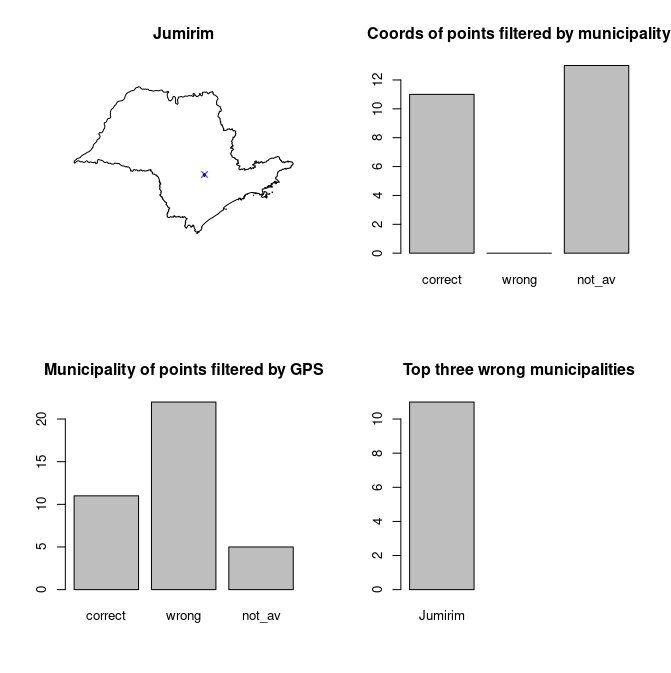 Jumirim
Coords of points filtered by municipality
0 2 4 6 8 10 12
correct wrong not_av
Municipality of points filtered by GPS
0 5 10 15 20
correct wrong not_av
Top three wrong municipalities
0 2 4 6 8 10
Jumirim